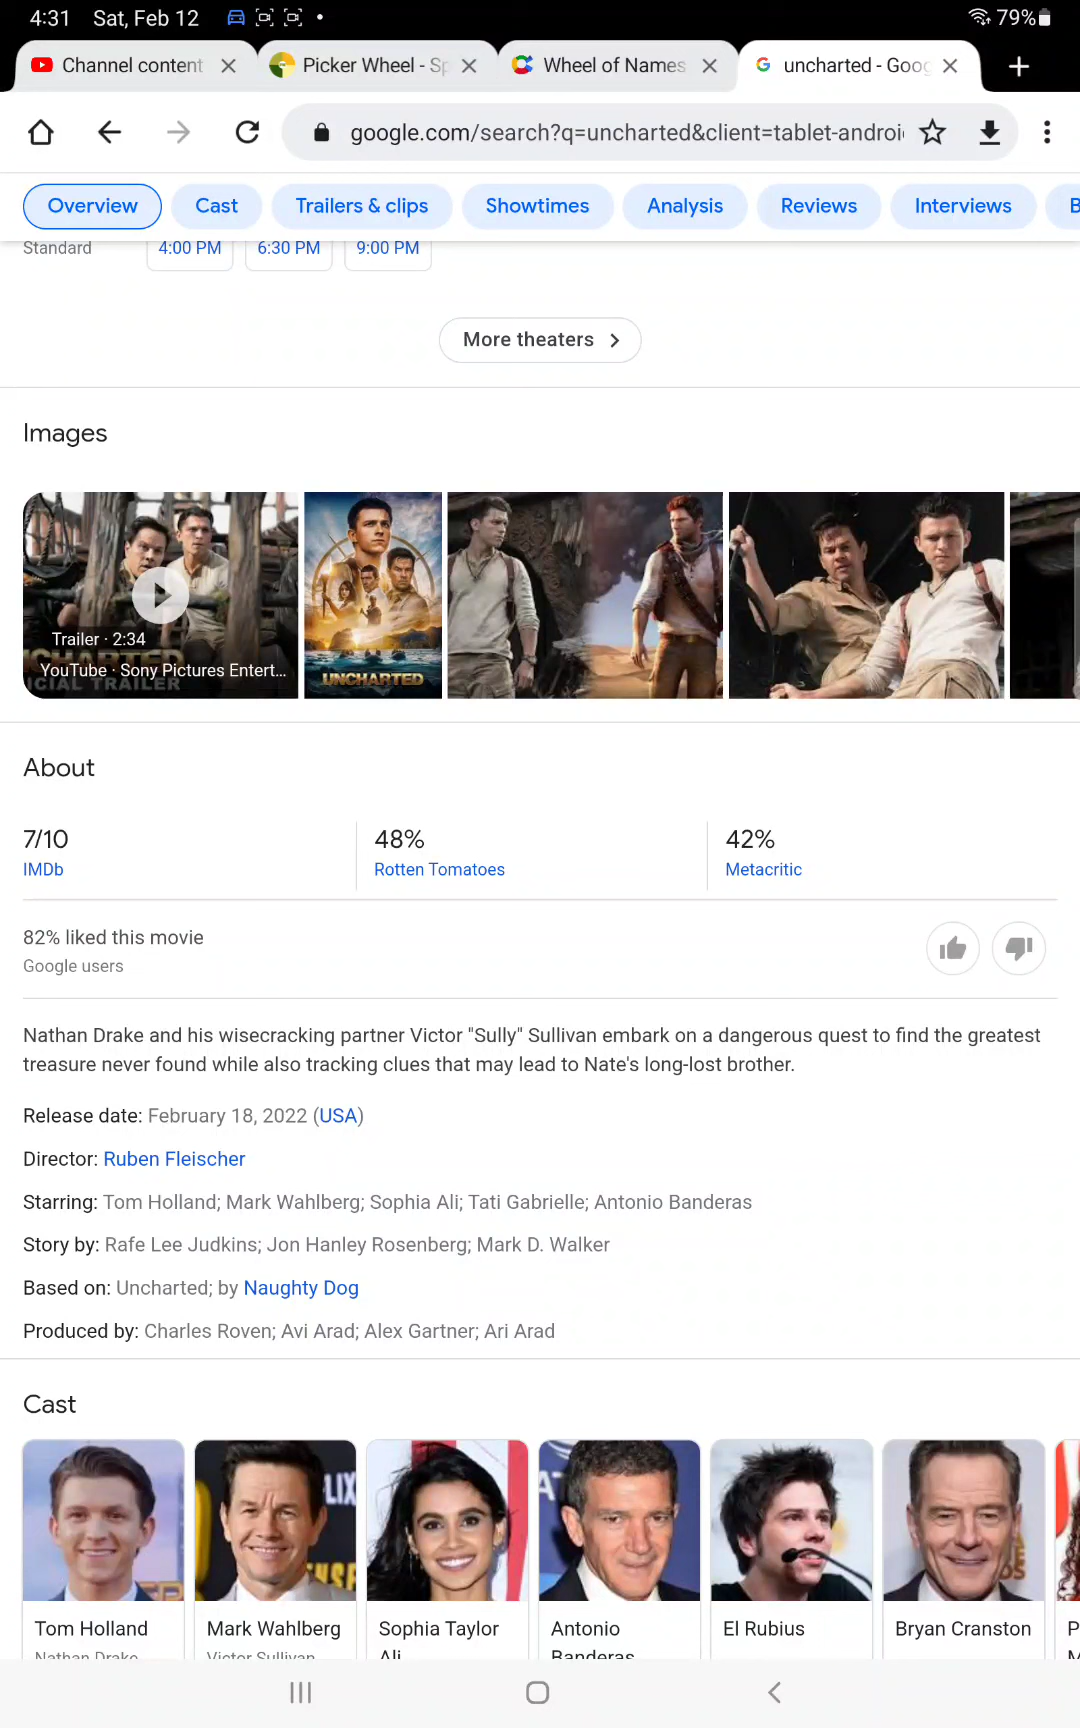 4:31 Sat, Feb 12 79%
Channel content
Picker Wheel - Sp
Wheel of Names
uncharted - Goog
google.com/search?q=uncharted&client=tablet-androi
Overview Cast Trailers & clips Showtimes Analysis Reviews Interviews B
Standard 4:00 PM 6:30 PM 9:00 PM
More theaters
Images
Trailer · 2:34
YouTube · Sony Pictures Entert...
ICIAL TRAILER
UNCHARTED
About
7/10 48% 42%
IMDb Rotten Tomatoes Metacritic
82% liked this movie
Google users
Nathan Drake and his wisecracking partner Victor "Sully" Sullivan embark on a dangerous quest to find the greatest
treasure never found while also tracking clues that may lead to Nate's long-lost brother.
Release date: February 18, 2022 (USA)
Director: Ruben Fleischer
Starring: Tom Holland; Mark Wahlberg; Sophia Ali; Tati Gabrielle; Antonio Banderas
Story by: Rafe Lee Judkins; Jon Hanley Rosenberg; Mark D. Walker
Based on: Uncharted; by Naughty Dog
Produced by: Charles Roven; Avi Arad; Alex Gartner; Ari Arad
Cast
Tom Holland Mark Wahlberg Sophia Taylor Antonio El Rubius Bryan Cranston P
Nathan Drake Victor Sullivan Ali Banderas M